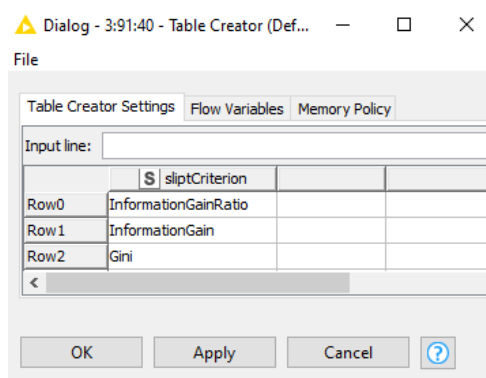 Dialog - 3:91:40 - Table Creator (Def...
File
Table Creator Settings Flow Variables Memory Policy
Input line:
S sliptCriterion
Row0 InformationGainRatio
Row1 InformationGain
Row2 Gini
OK Apply Cancel ?